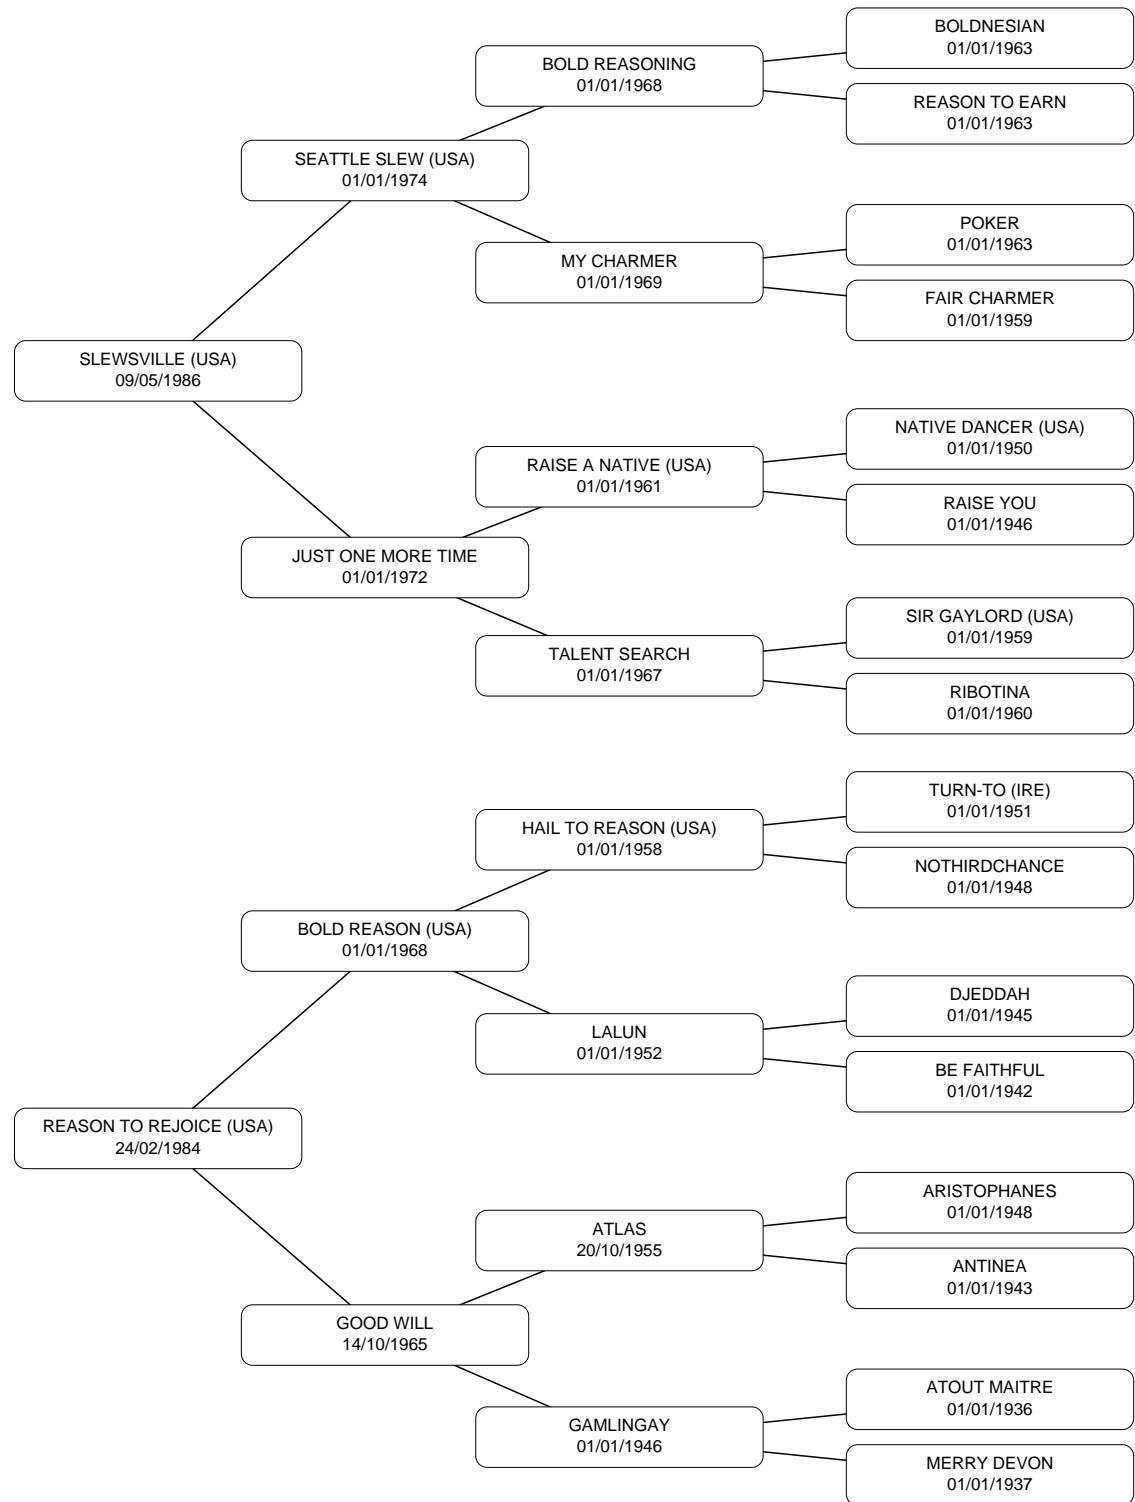 BOLDNESIAN
01/01/1963
BOLD REASONING
01/01/1968
REASON TO EARN
01/01/1963
SEATTLE SLEW (USA)
01/01/1974
POKER
01/01/1963
MY CHARMER
01/01/1969
FAIR CHARMER
01/01/1959
SLEWSVILLE (USA)
09/05/1986
NATIVE DANCER (USA)
01/01/1950
RAISE A NATIVE (USA)
01/01/1961
RAISE YOU
01/01/1946
JUST ONE MORE TIME
01/01/1972
SIR GAYLORD (USA)
01/01/1959
TALENT SEARCH
01/01/1967
RIBOTINA
01/01/1960
TURN-TO (IRE)
01/01/1951
HAIL TO REASON (USA)
01/01/1958
NOTHIRDCHANCE
01/01/1948
BOLD REASON (USA)
01/01/1968
DJEDDAH
01/01/1945
LALUN
01/01/1952
BE FAITHFUL
01/01/1942
REASON TO REJOICE (USA)
24/02/1984
ARISTOPHANES
01/01/1948
ATLAS
20/10/1955
ANTINEA
01/01/1943
GOOD WILL
14/10/1965
ATOUT MAITRE
01/01/1936
GAMLINGAY
01/01/1946
MERRY DEVON
01/01/1937